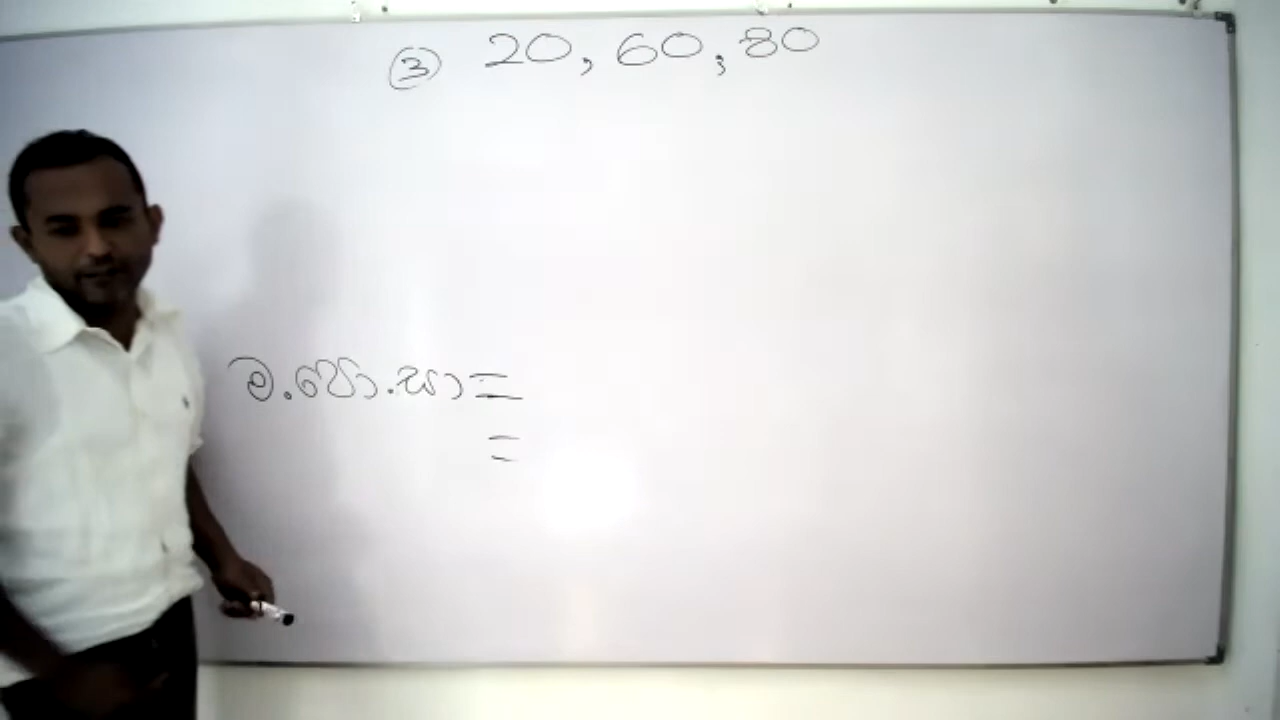 ③ 20, 60, 80
ම.පො.සා =
=